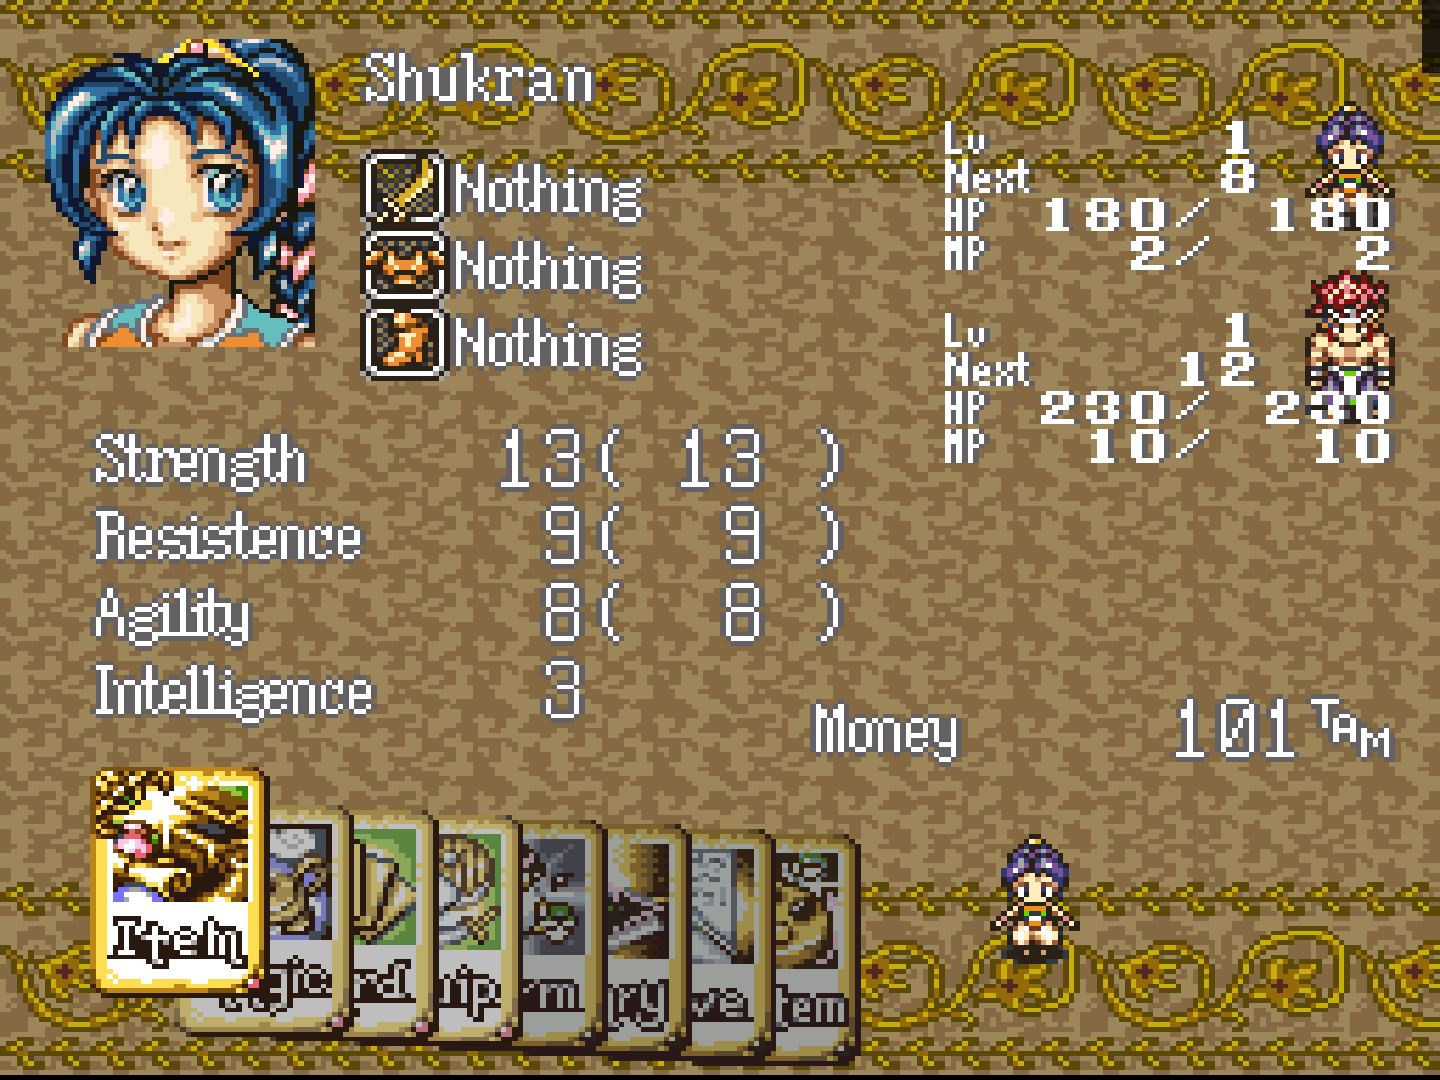 Shukran
Nothing
Nothing
Nothing
Lv 1
Next 8
HP 180/ 180
MP 2/ 2
Lv 1
Next 12
HP 230/ 230
MP 10/ 10
Strength 13( 13 )
Resistence 9( 9 )
Agility 8( 8 )
Intelligence 3
Money 101 TAM
Item